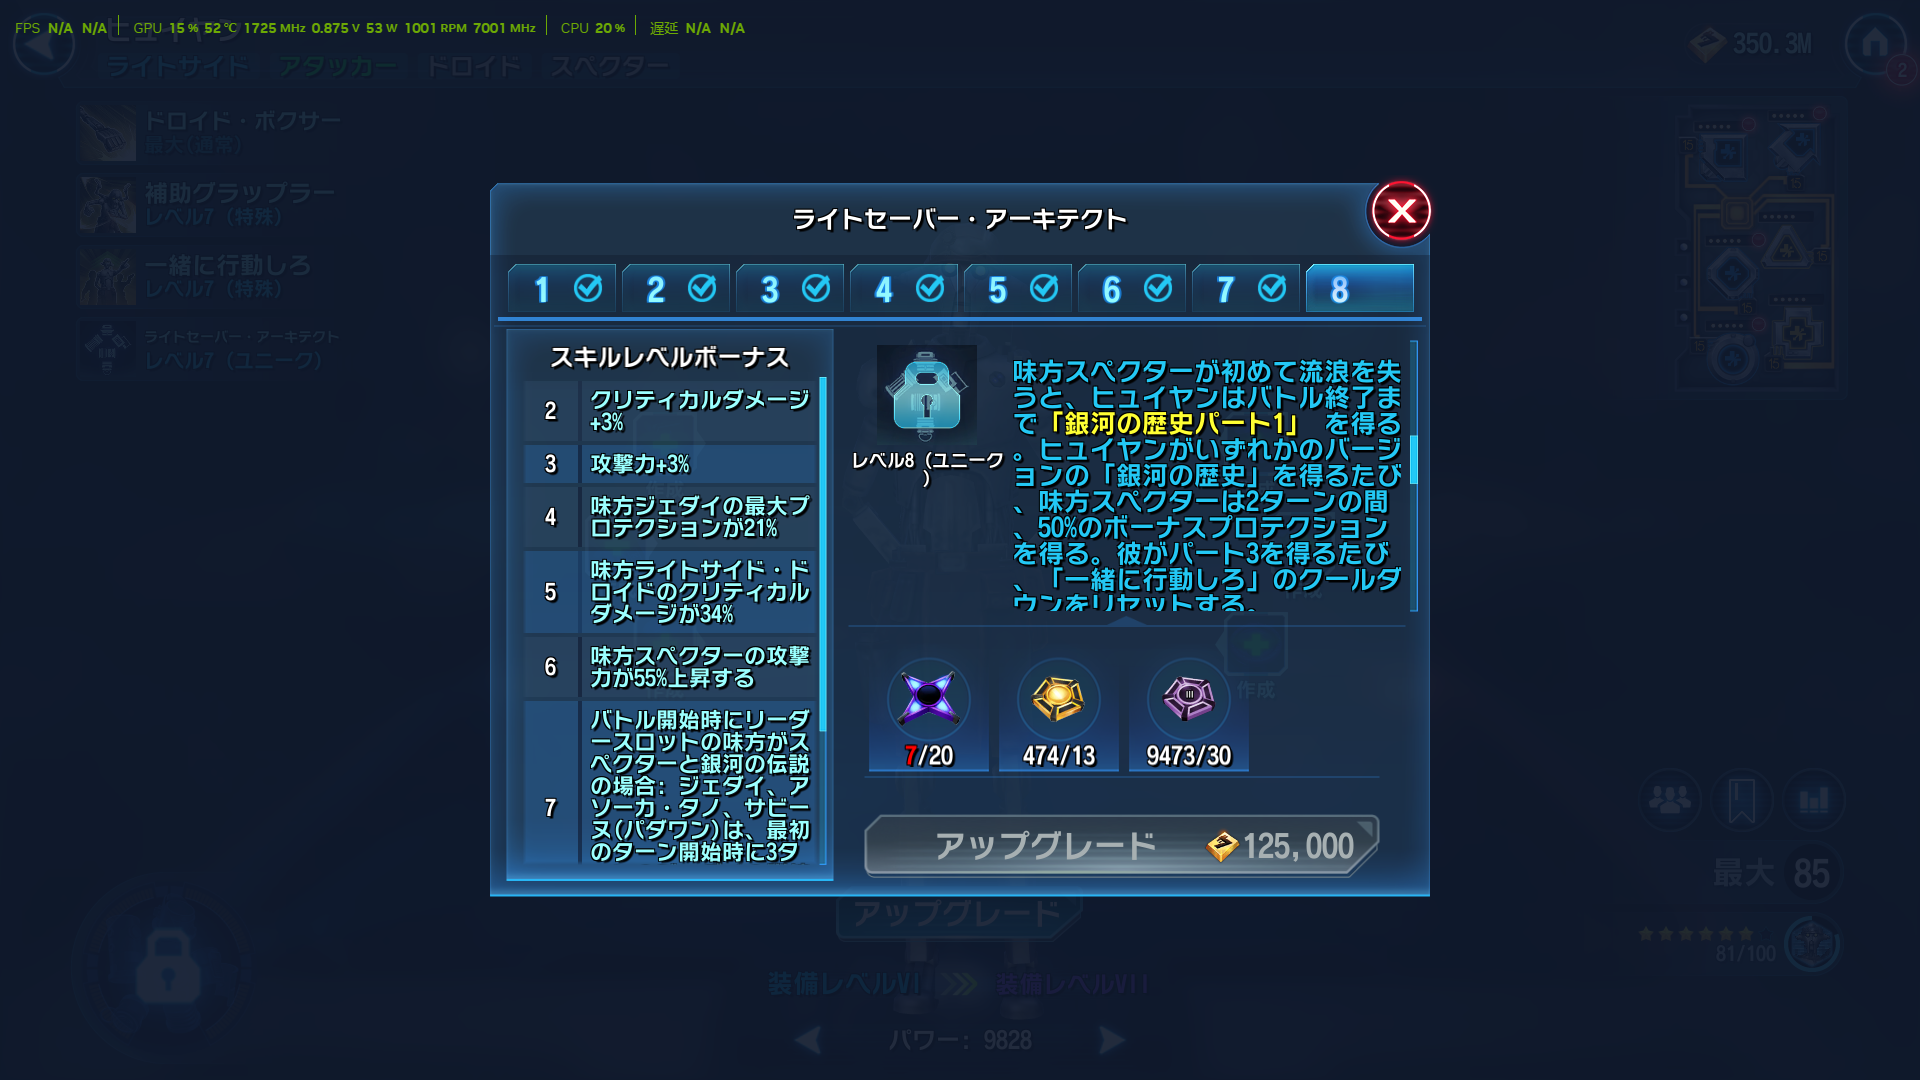 FPS N/A N/A GPU 15 % 52 ℃ 1725 MHz 0.875 V 53 W 1001 RPM 7001 MHz CPU 20 % 遅延 N/A N/A
ヒュイヤン
ライトサイド アタッカー ドロイド スペクター
350.3M
2
ドロイド・ボクサー
最大(通常)
補助グラップラー
レベル7 (特殊)
一緒に行動しろ
レベル7 (特殊)
ライトセーバー・アーキテクト
レベル7 (ユニーク)
ライトセーバー・アーキテクト
1 2 3 4 5 6 7 8
スキルレベルボーナス
2 クリティカルダメージ
+3%
3 攻撃力+3%
4 味方ジェダイの最大プ
ロテクションが21%
5 味方ライトサイド・ド
ロイドのクリティカル
ダメージが34%
6 味方スペクターの攻撃
力が55%上昇する
7 バトル開始時にリーダ
ースロットの味方がス
ペクターと銀河の伝説
の場合: ジェダイ、ア
ソーカ・タノ、サビー
ヌ(パダワン)は、最初
のターン開始時に3タ
レベル8 (ユニーク
)
味方スペクターが初めて流浪を失
うと、ヒュイヤンはバトル終了ま
で「銀河の歴史パート1」 を得る
。ヒュイヤンがいずれかのバージ
ョンの「銀河の歴史」を得るたび
、味方スペクターは2ターンの間
、50%のボーナスプロテクション
を得る。彼がパート3を得るたび
、「一緒に行動しろ」のクールダ
ウンをリセットする。
7/20 474/13 9473/30
作成
アップグレード 125,000
アップグレード
装備レベルVI 装備レベルVII
パワー: 9828
最大 85
81/100